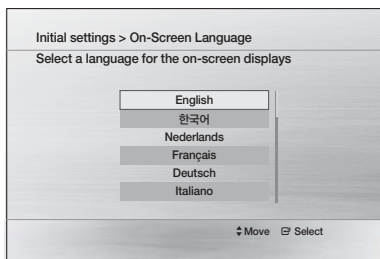 Initial settings > On-Screen Language
Select a language for the on-screen displays
English
한국어
Nederlands
Français
Deutsch
Italiano
Move Select